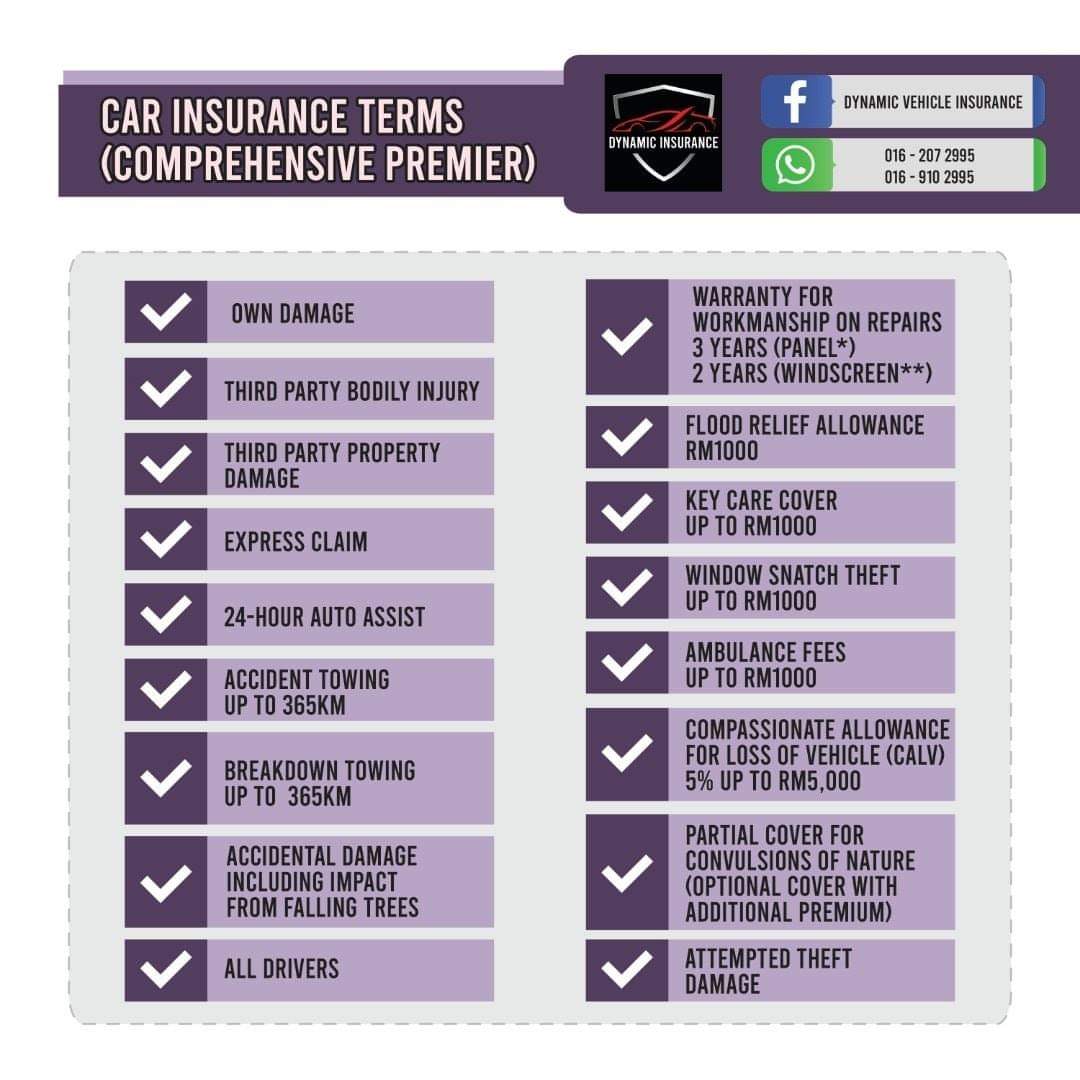 CAR INSURANCE TERMS
(COMPREHENSIVE PREMIER)
DYNAMIC INSURANCE
DYNAMIC VEHICLE INSURANCE
016 - 207 2995
016 - 910 2995
OWN DAMAGE
THIRD PARTY BODILY INJURY
THIRD PARTY PROPERTY
DAMAGE
EXPRESS CLAIM
24-HOUR AUTO ASSIST
ACCIDENT TOWING
UP TO 365KM
BREAKDOWN TOWING
UP TO 365KM
ACCIDENTAL DAMAGE
INCLUDING IMPACT
FROM FALLING TREES
ALL DRIVERS
WARRANTY FOR
WORKMANSHIP ON REPAIRS
3 YEARS (PANEL*)
2 YEARS (WINDSCREEN**)
FLOOD RELIEF ALLOWANCE
RM1000
KEY CARE COVER
UP TO RM1000
WINDOW SNATCH THEFT
UP TO RM1000
AMBULANCE FEES
UP TO RM1000
COMPASSIONATE ALLOWANCE
FOR LOSS OF VEHICLE (CALV)
5% UP TO RM5,000
PARTIAL COVER FOR
CONVULSIONS OF NATURE
(OPTIONAL COVER WITH
ADDITIONAL PREMIUM)
ATTEMPTED THEFT
DAMAGE